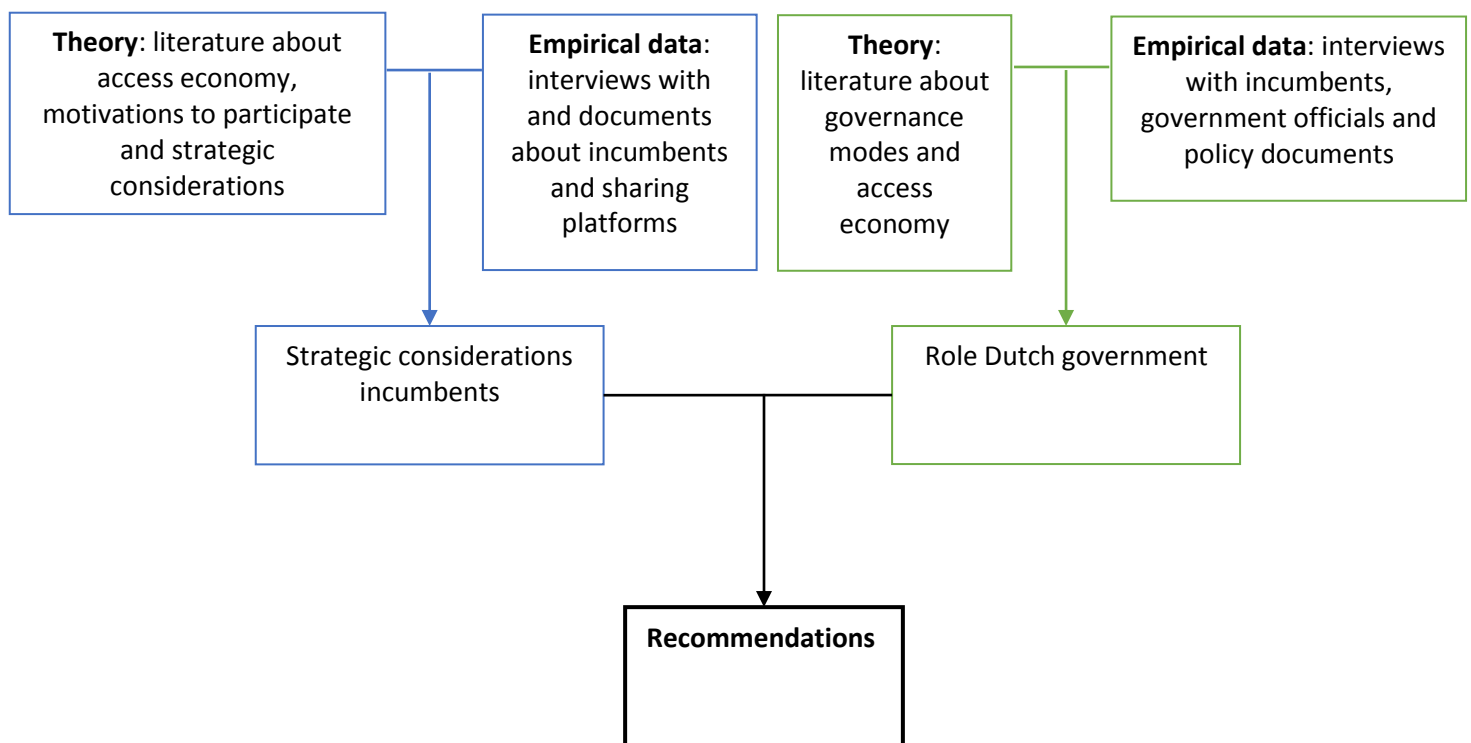 Theory: literature about
access economy,
motivations to participate
and strategic
considerations
Empirical data:
interviews with
and documents
about incumbents
and sharing
platforms
Theory:
literature about
governance
modes and
access
economy
Empirical data: interviews
with incumbents,
government officials and
policy documents
Strategic considerations
incumbents
Role Dutch government
Recommendations